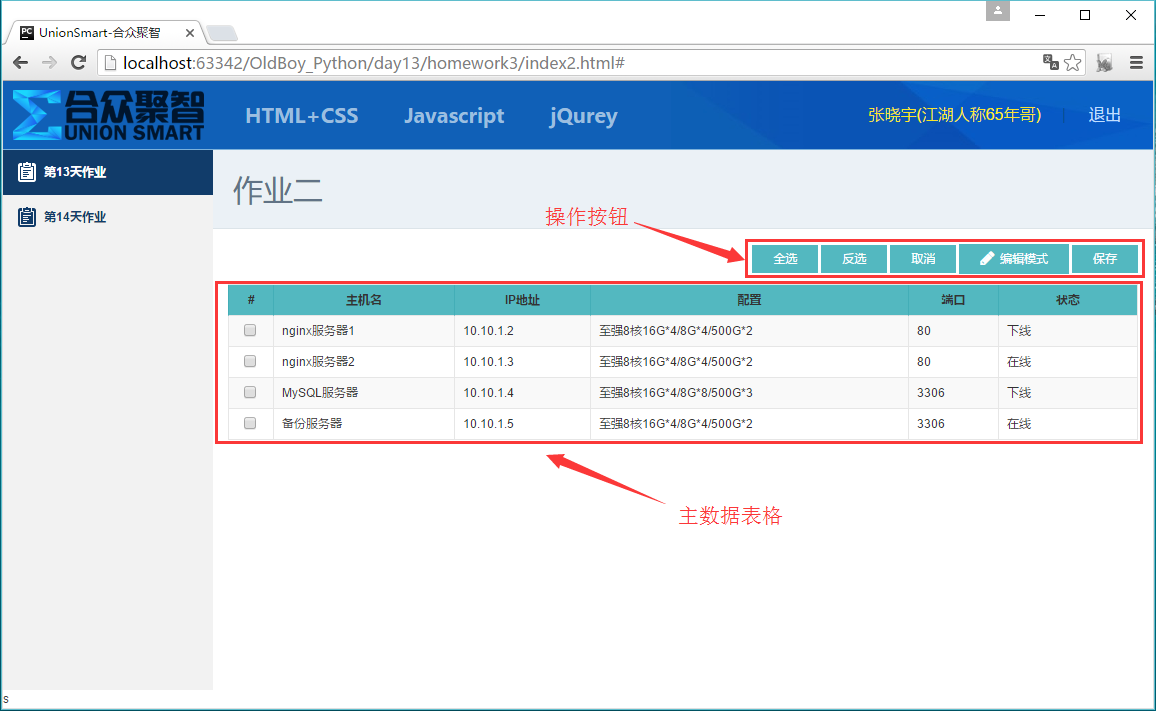 UnionSmart-合众聚智
localhost:63342/OldBoy_Python/day13/homework3/index2.html#
合众聚智
UNION SMART
HTML+CSS Javascript jQurey 张晓宇(江湖人称65年哥) 退出
第13天作业
第14天作业
作业二
操作按钮
全选 反选 取消 编辑模式 保存
# 主机名 IP地址 配置 端口 状态
nginx服务器1 10.10.1.2 至强8核16G*4/8G*4/500G*2 80 下线
nginx服务器2 10.10.1.3 至强8核16G*4/8G*4/500G*2 80 在线
MySQL服务器 10.10.1.4 至强8核16G*4/8G*8/500G*3 3306 下线
备份服务器 10.10.1.5 至强8核16G*4/8G*4/500G*2 3306 在线
主数据表格
s